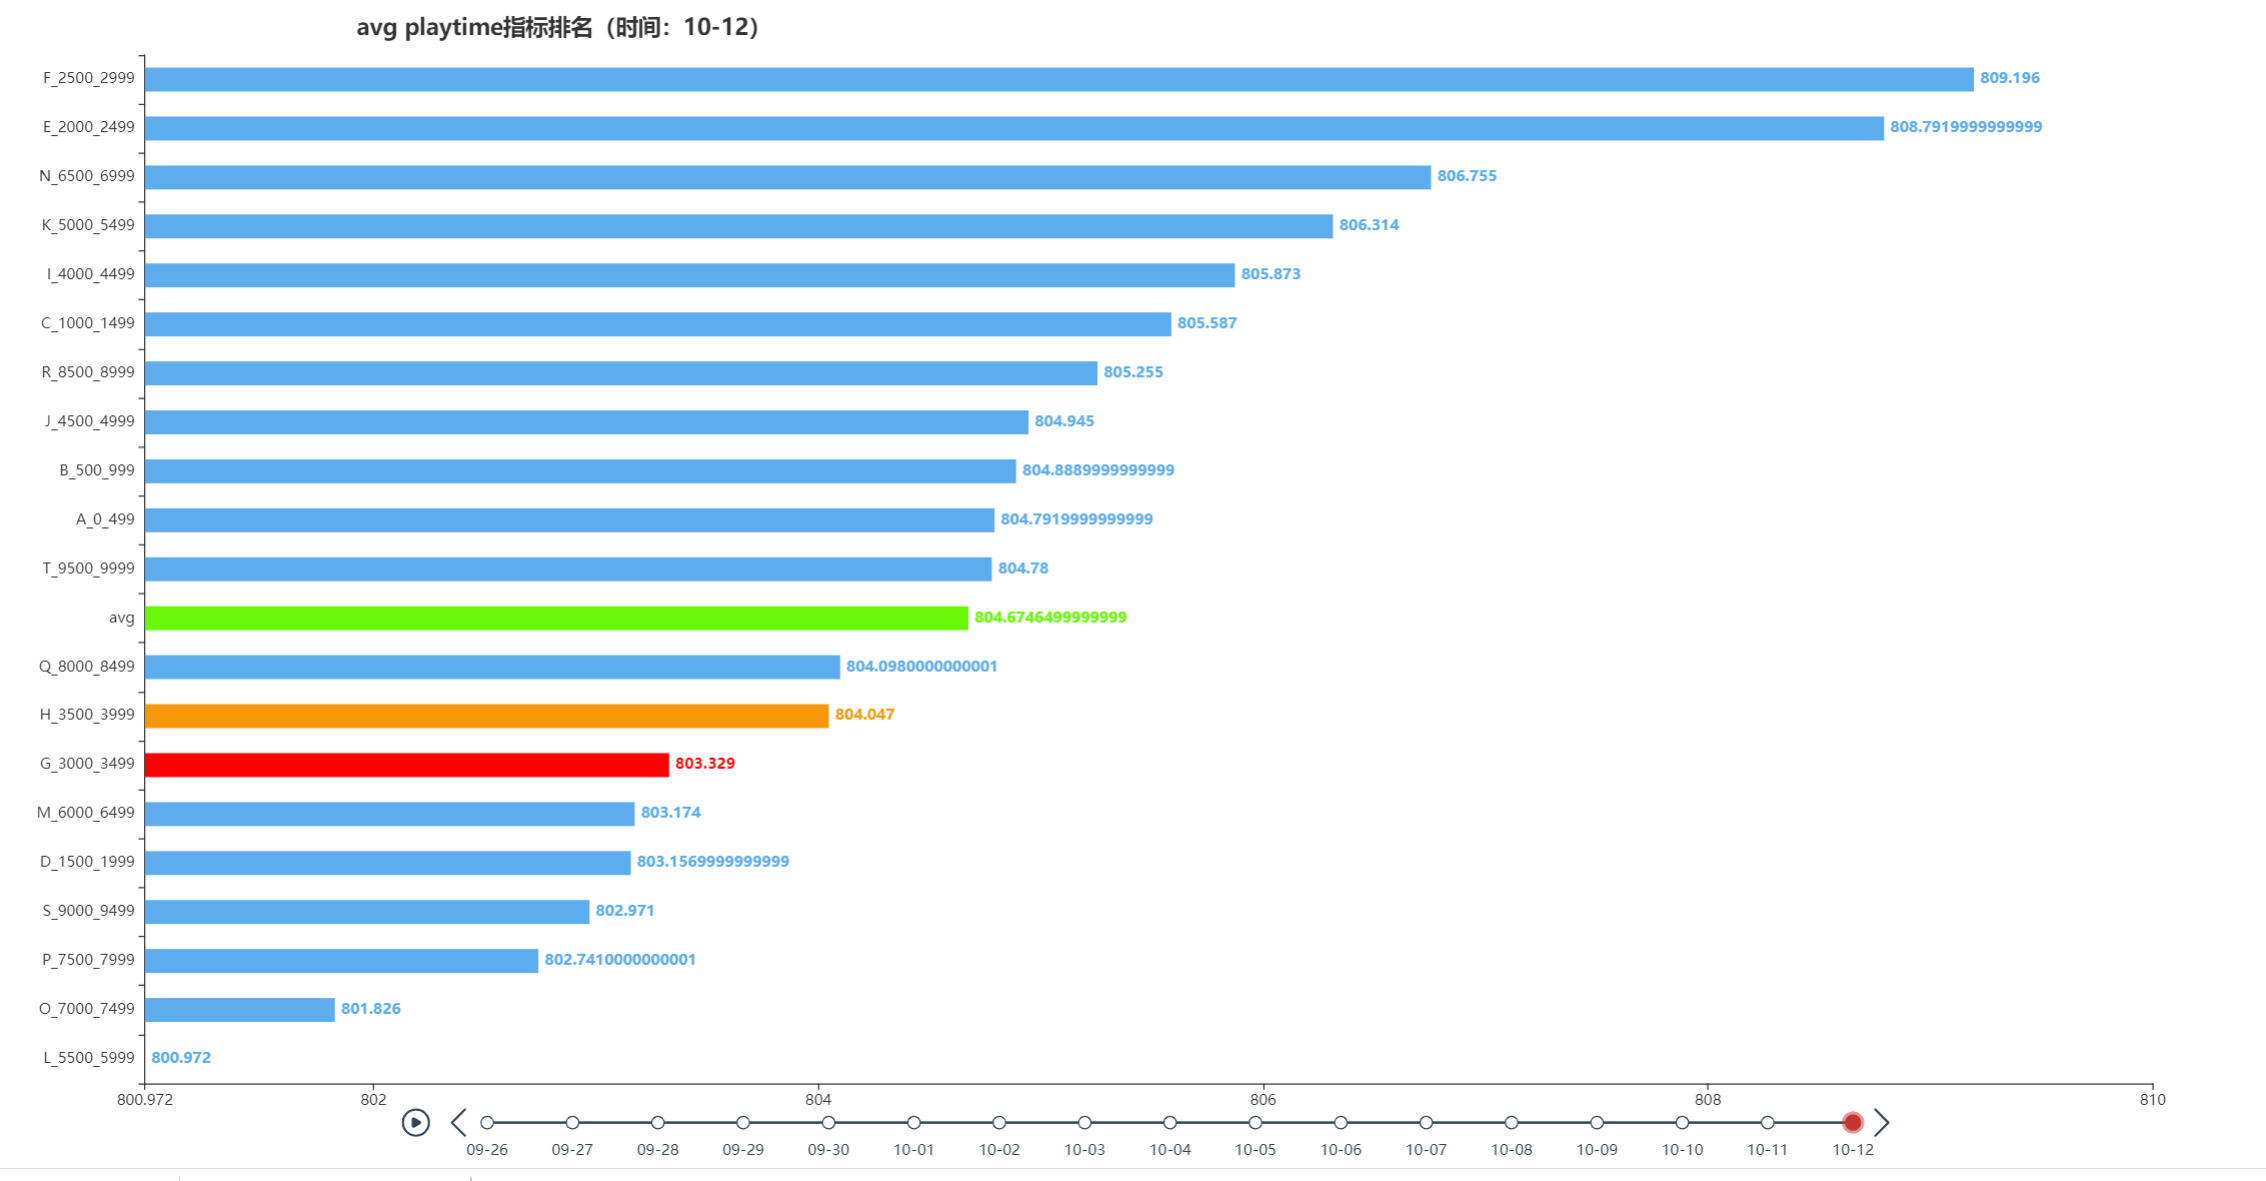 avg playtime指标排名（时间：10-12）
F_2500_2999 809.196
E_2000_2499 808.7919999999999
N_6500_6999 806.755
K_5000_5499 806.314
I_4000_4499 805.873
C_1000_1499 805.587
R_8500_8999 805.255
J_4500_4999 804.945
B_500_999 804.8889999999999
A_0_499 804.7919999999999
T_9500_9999 804.78
avg 804.6746499999999
Q_8000_8499 804.0980000000001
H_3500_3999 804.047
G_3000_3499 803.329
M_6000_6499 803.174
D_1500_1999 803.1569999999999
S_9000_9499 802.971
P_7500_7999 802.7410000000001
O_7000_7499 801.826
L_5500_5999 800.972
800.972 802 804 806 808 810
09-26 09-27 09-28 09-29 09-30 10-01 10-02 10-03 10-04 10-05 10-06 10-07 10-08 10-09 10-10 10-11 10-12